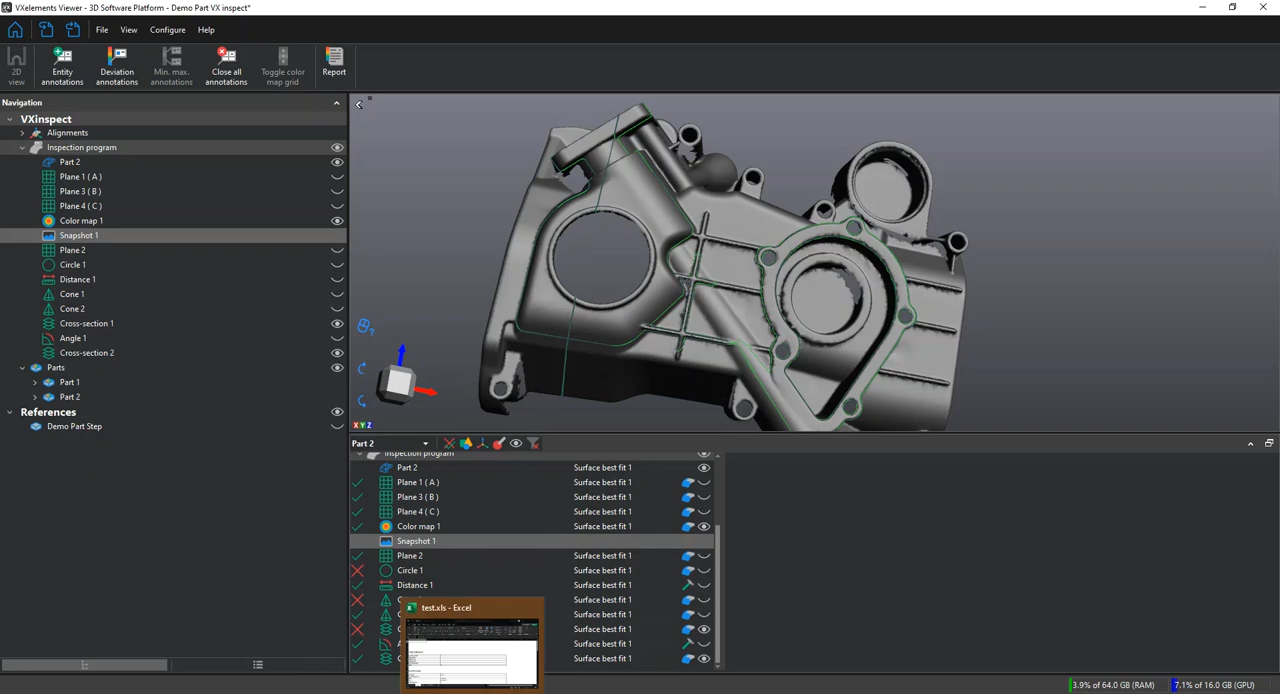 VXelements Viewer - 3D Software Platform - Demo Part VX inspect*
File View Configure Help
2D view
Entity annotations
Deviation annotations
Min. max. annotations
Close all annotations
Toggle color map grid
Report
Navigation
VXinspect
Alignments
Inspection program
Part 2
Plane 1 ( A )
Plane 3 ( B )
Plane 4 ( C )
Color map 1
Snapshot 1
Plane 2
Circle 1
Distance 1
Cone 1
Cone 2
Cross-section 1
Angle 1
Cross-section 2
Parts
Part 1
Part 2
References
Demo Part Step
?
XYZ
Part 2
Inspection program
Part 2 Surface best fit 1
Plane 1 ( A ) Surface best fit 1
Plane 3 ( B ) Surface best fit 1
Plane 4 ( C ) Surface best fit 1
Color map 1 Surface best fit 1
Snapshot 1 Surface best fit 1
Plane 2 Surface best fit 1
Circle 1 Surface best fit 1
Distance 1 Surface best fit 1
C Surface best fit 1
C Surface best fit 1
C Surface best fit 1
A Surface best fit 1
C Surface best fit 1
test.xls - Excel
3.9% of 64.0 GB (RAM) 7.1% of 16.0 GB (GPU)